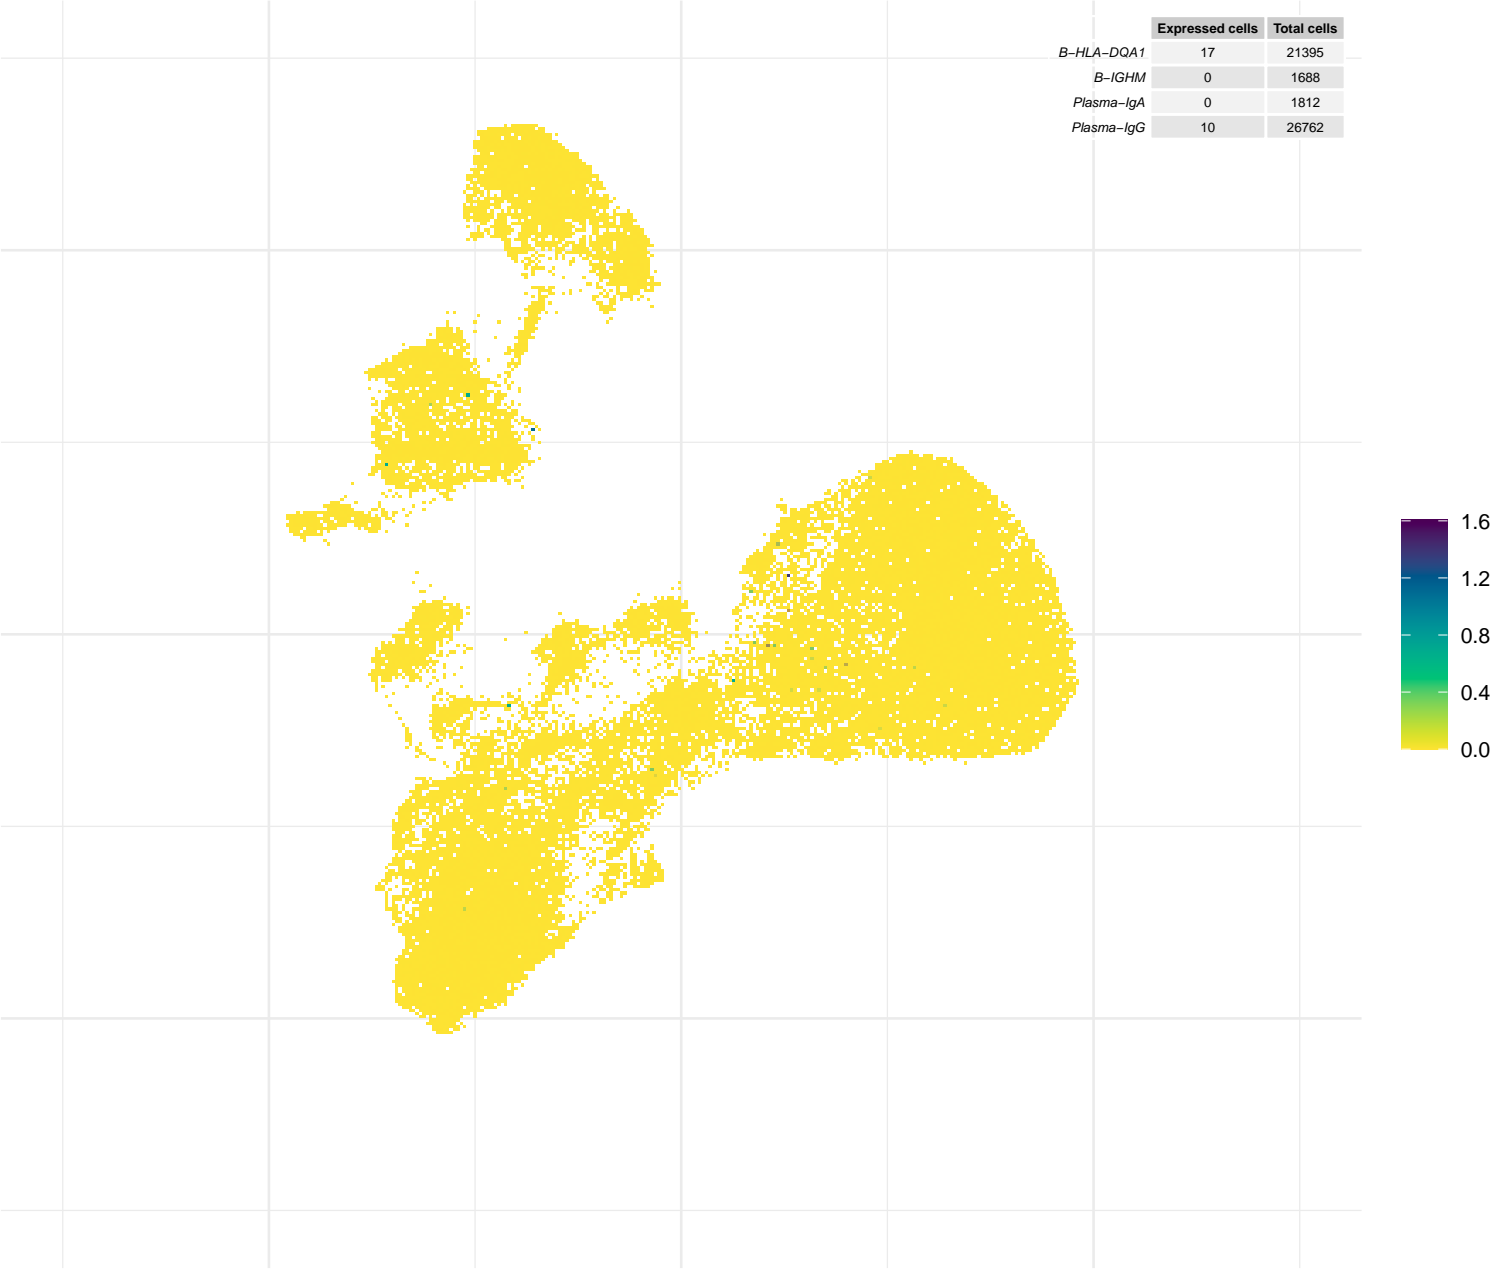 Expressed cells Total cells
B−HLA−DQA1 17 21395
B−IGHM 0 1688
Plasma−IgA 0 1812
Plasma−IgG 10 26762
1.6
1.2
0.8
0.4
0.0